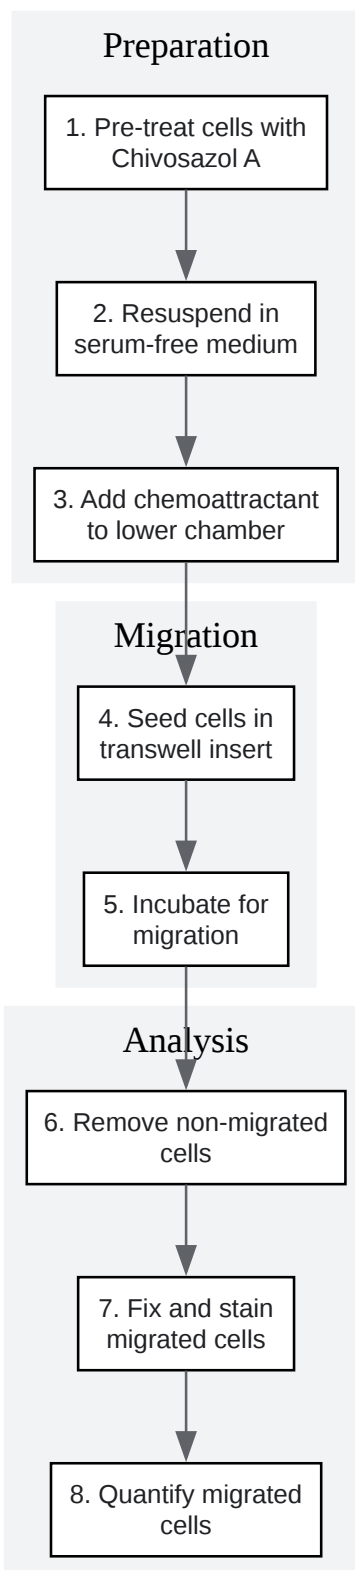 Preparation
1. Pre-treat cells with
Chivosazol A
2. Resuspend in
serum-free medium
3. Add chemoattractant
to lower chamber
Migration
4. Seed cells in
transwell insert
5. Incubate for
migration
Analysis
6. Remove non-migrated
cells
7. Fix and stain
migrated cells
8. Quantify migrated
cells